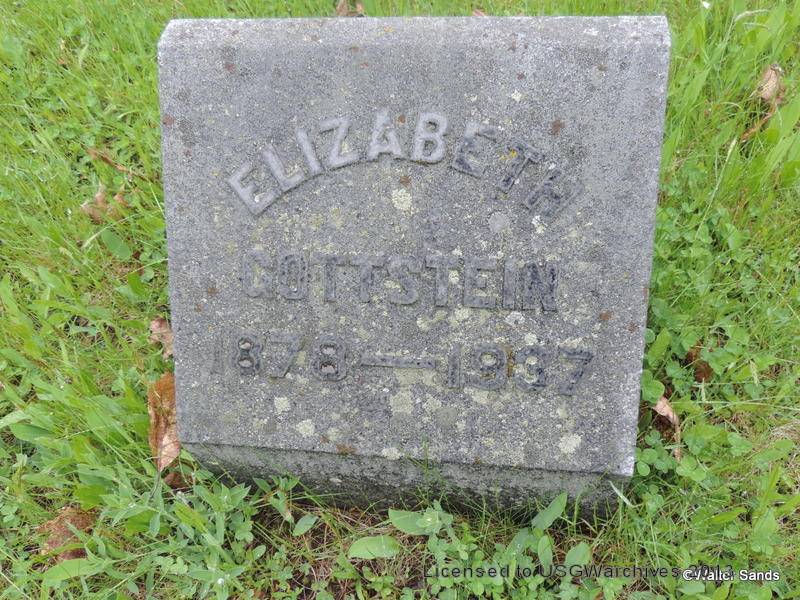 ELIZABETH
GOTTSTEIN
1878—1937
Licensed to USGWarchives 2013
©Walter Sands